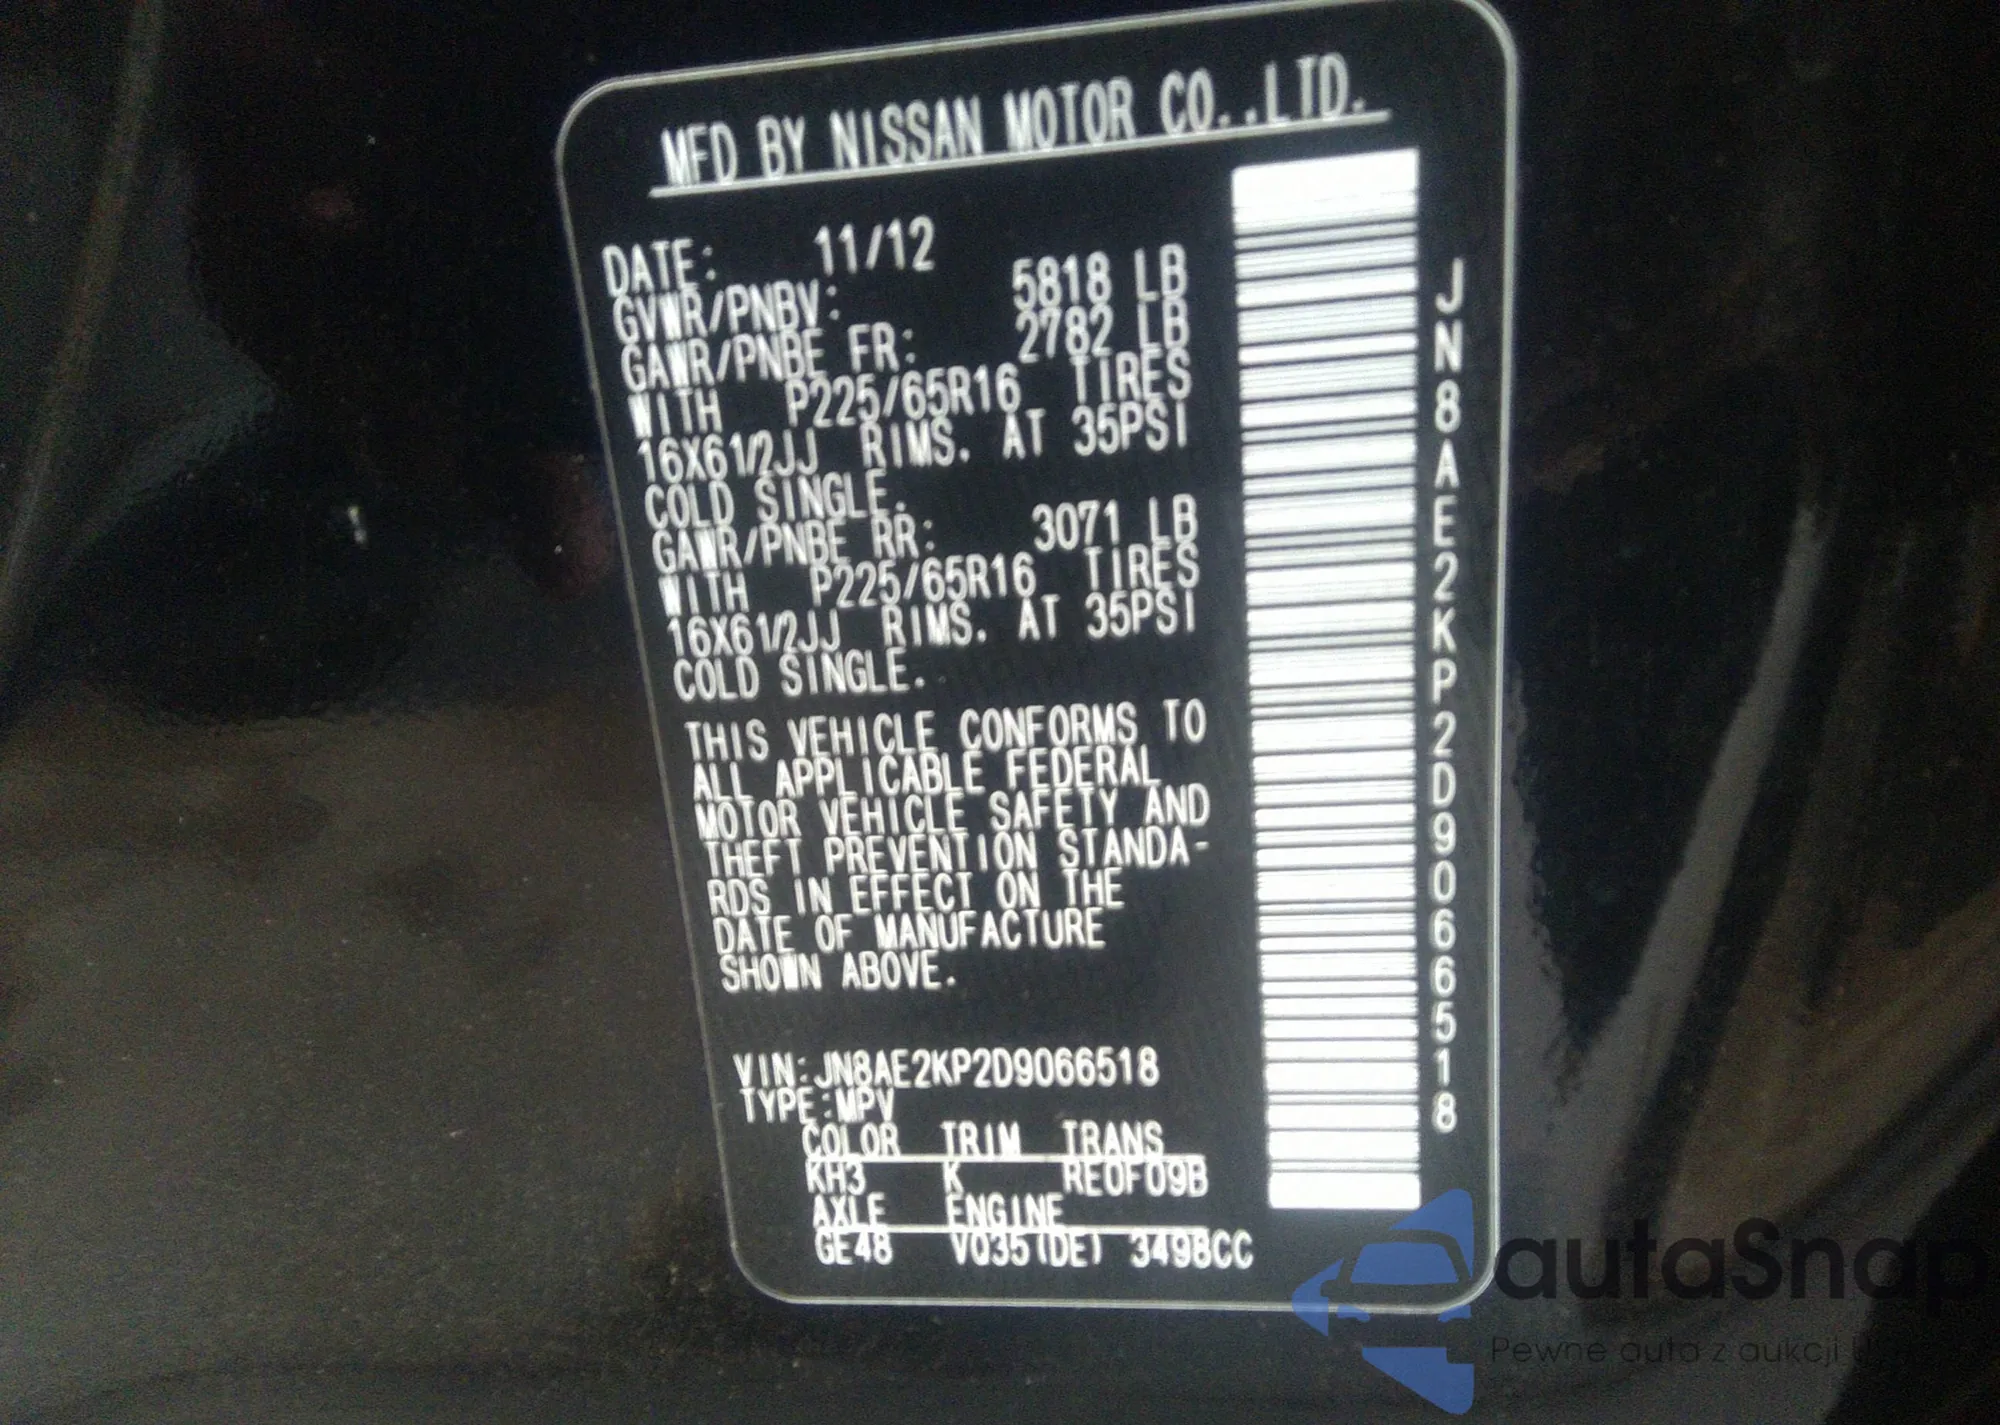 MFD BY NISSAN MOTOR CO.,LTD.
DATE: 11/12
GVWR/PNBV: 5818 LB
GAWR/PNBE FR: 2782 LB
WITH P225/65R16 TIRES
16X61/2JJ RIMS. AT 35PSI
COLD SINGLE.
GAWR/PNBE RR: 3071 LB
WITH P225/65R16 TIRES
16X61/2JJ RIMS. AT 35PSI
COLD SINGLE.
THIS VEHICLE CONFORMS TO
ALL APPLICABLE FEDERAL
MOTOR VEHICLE SAFETY AND
THEFT PREVENTION STANDA-
RDS IN EFFECT ON THE
DATE OF MANUFACTURE
SHOWN ABOVE.
VIN:JN8AE2KP2D9066518
TYPE:MPV
COLOR TRIM TRANS
KH3 K RE0F09B
AXLE ENGINE
GE48 VQ35(DE) 3498CC
JN8AE2KP2D9066518
autaSnap
Pewne auto z aukcji